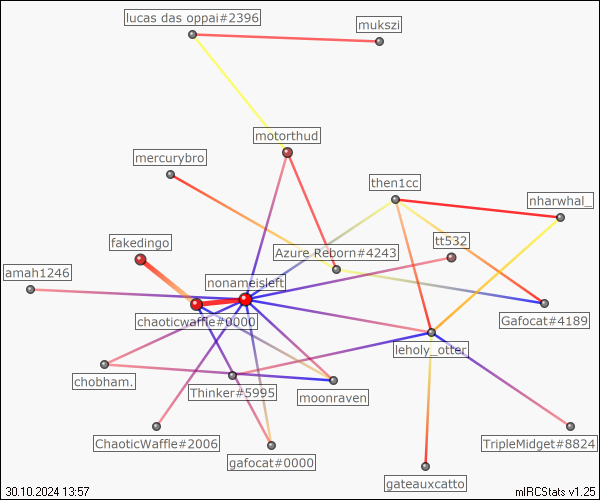 lucas das oppai#2396
mukszi
motorthud
mercurybro
then1cc
nharwhal_
fakedingo
Azure Reborn#4243
tt532
amah1246
nonameisleft
chaoticwaffle#0000
Gafocat#4189
leholy_otter
chobham.
Thinker#5995
moonraven
ChaoticWaffle#2006
gafocat#0000
TripleMidget#8824
gateauxcatto
30.10.2024 13:57
mIRCStats v1.25